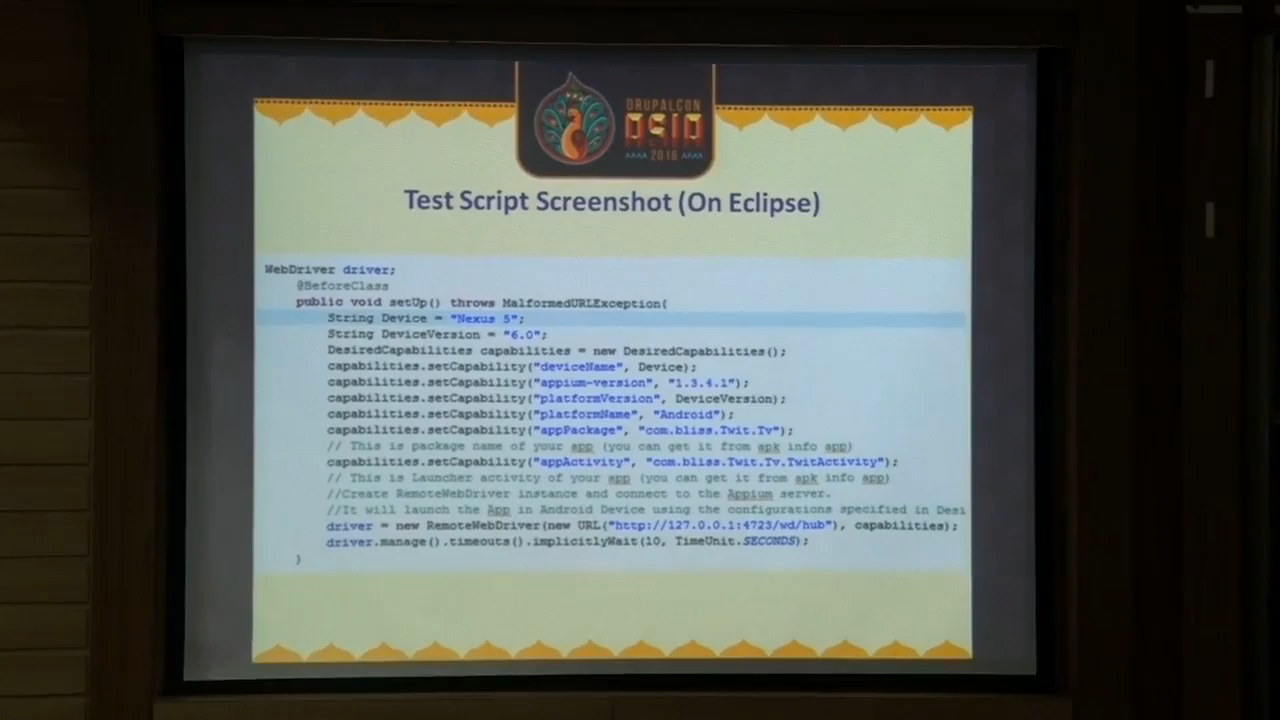 DRUPALCON
ASIA
2016
Test Script Screenshot (On Eclipse)
WebDriver driver;
@BeforeClass
public void setUp() throws MalformedURLException{
String Device = "Nexus 5";
String DeviceVersion = "6.0";
DesiredCapabilities capabilities = new DesiredCapabilities();
capabilities.setCapability("deviceName", Device);
capabilities.setCapability("appium-version", "1.3.4.1");
capabilities.setCapability("platformVersion", DeviceVersion);
capabilities.setCapability("platformName", "Android");
capabilities.setCapability("appPackage", "com.bliss.Twit.Tv");
// This is package name of your app (you can get it from apk info app)
capabilities.setCapability("appActivity", "com.bliss.Twit.Tv.TwitActivity");
// This is Launcher activity of your app (you can get it from apk info app)
//Create RemoteWebDriver instance and connect to the Appium server.
//It will launch the App in Android Device using the configurations specified in Desi
driver = new RemoteWebDriver(new URL("http://127.0.0.1:4723/wd/hub"), capabilities);
driver.manage().timeouts().implicitlyWait(10, TimeUnit.SECONDS);
}